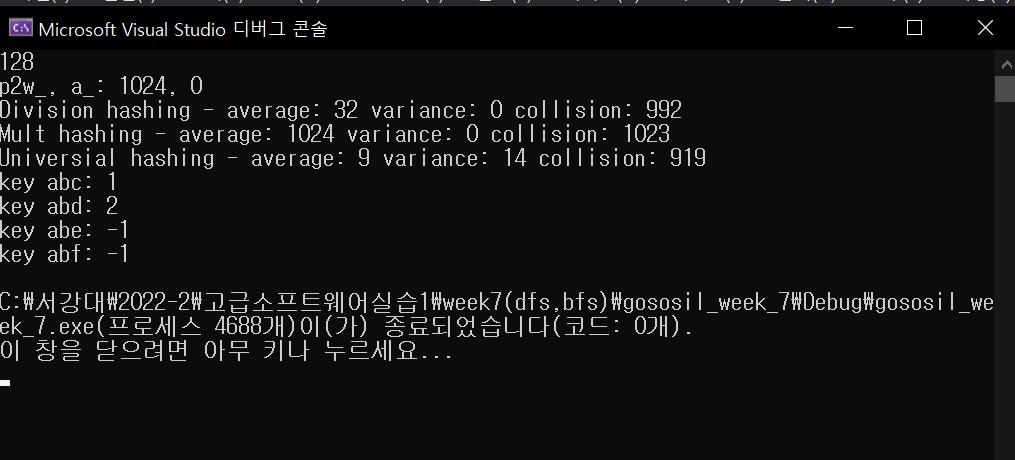 Microsoft Visual Studio 디버그 콘솔
128
p2w_, a_: 1024, 0
Division hashing - average: 32 variance: 0 collision: 992
Mult hashing - average: 1024 variance: 0 collision: 1023
Universial hashing - average: 9 variance: 14 collision: 919
key abc: 1
key abd: 2
key abe: -1
key abf: -1
C:₩서강대₩2022-2₩고급소프트웨어실습1₩week7(dfs,bfs)₩gososil_week_7₩Debug₩gososil_we
ek_7.exe(프로세스 4688개)이(가) 종료되었습니다(코드: 0개).
이 창을 닫으려면 아무 키나 누르세요...